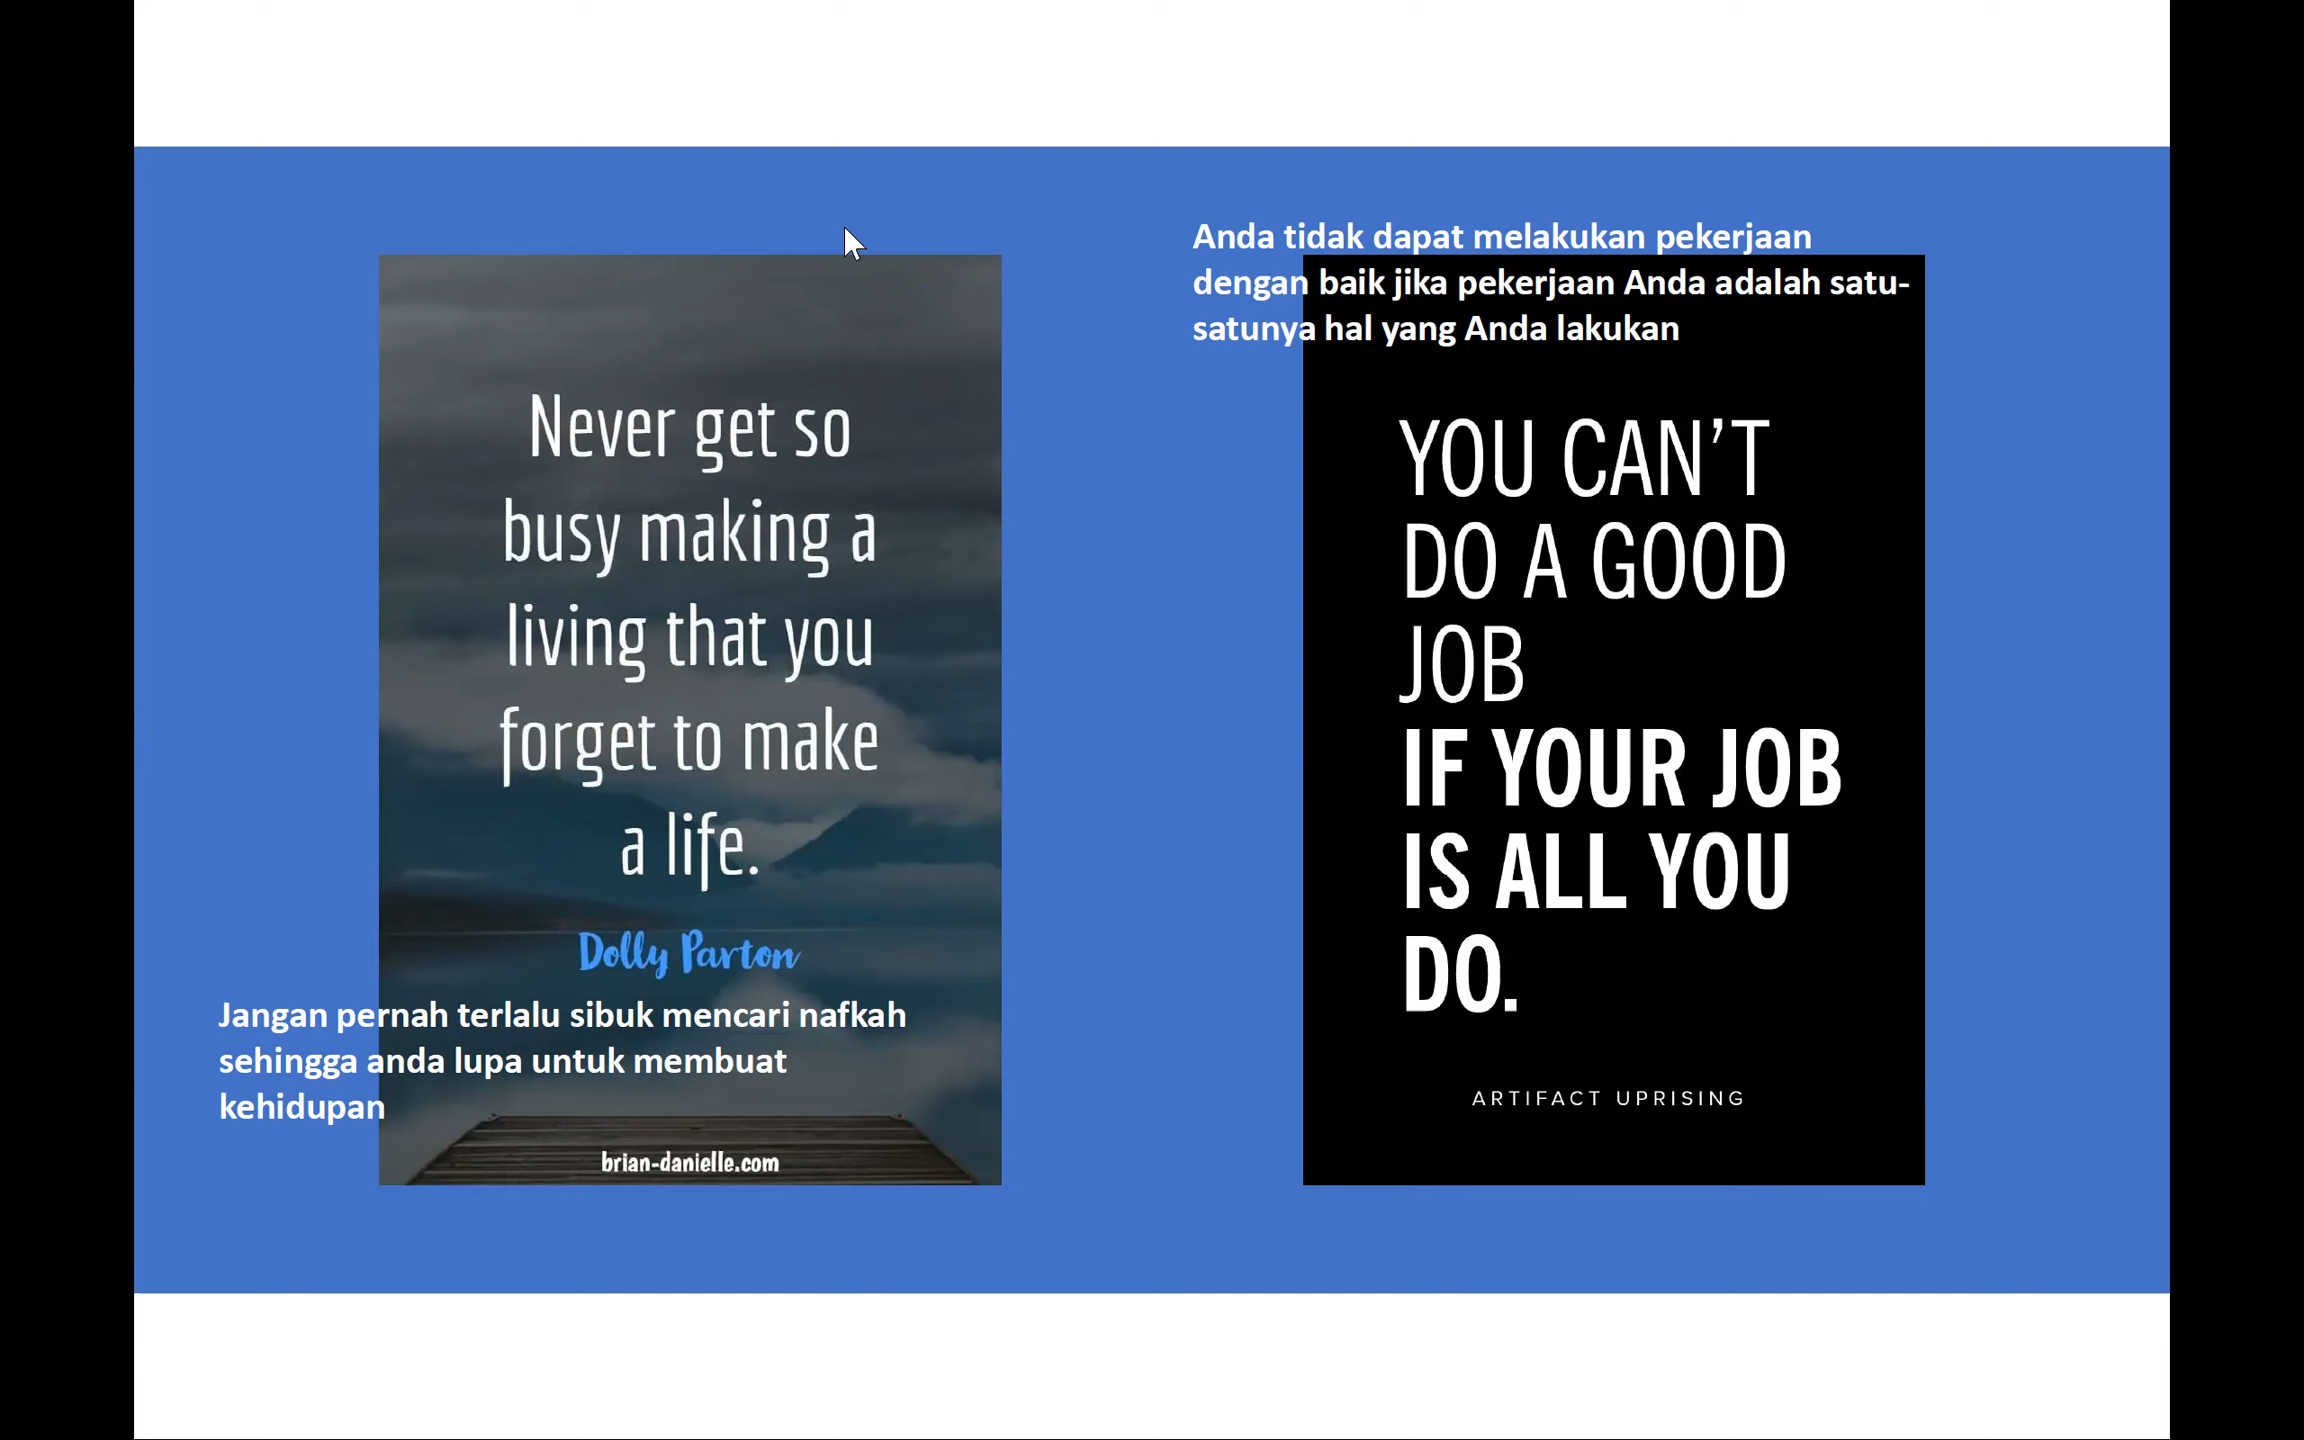 Never get so
busy making a
living that you
forget to make
a life.
Dolly Parton
Jangan pernah terlalu sibuk mencari nafkah
sehingga anda lupa untuk membuat
kehidupan
brian-danielle.com
Anda tidak dapat melakukan pekerjaan
dengan baik jika pekerjaan Anda adalah satu-
satunya hal yang Anda lakukan
YOU CAN'T
DO A GOOD
JOB
IF YOUR JOB
IS ALL YOU
DO.
ARTIFACT UPRISING